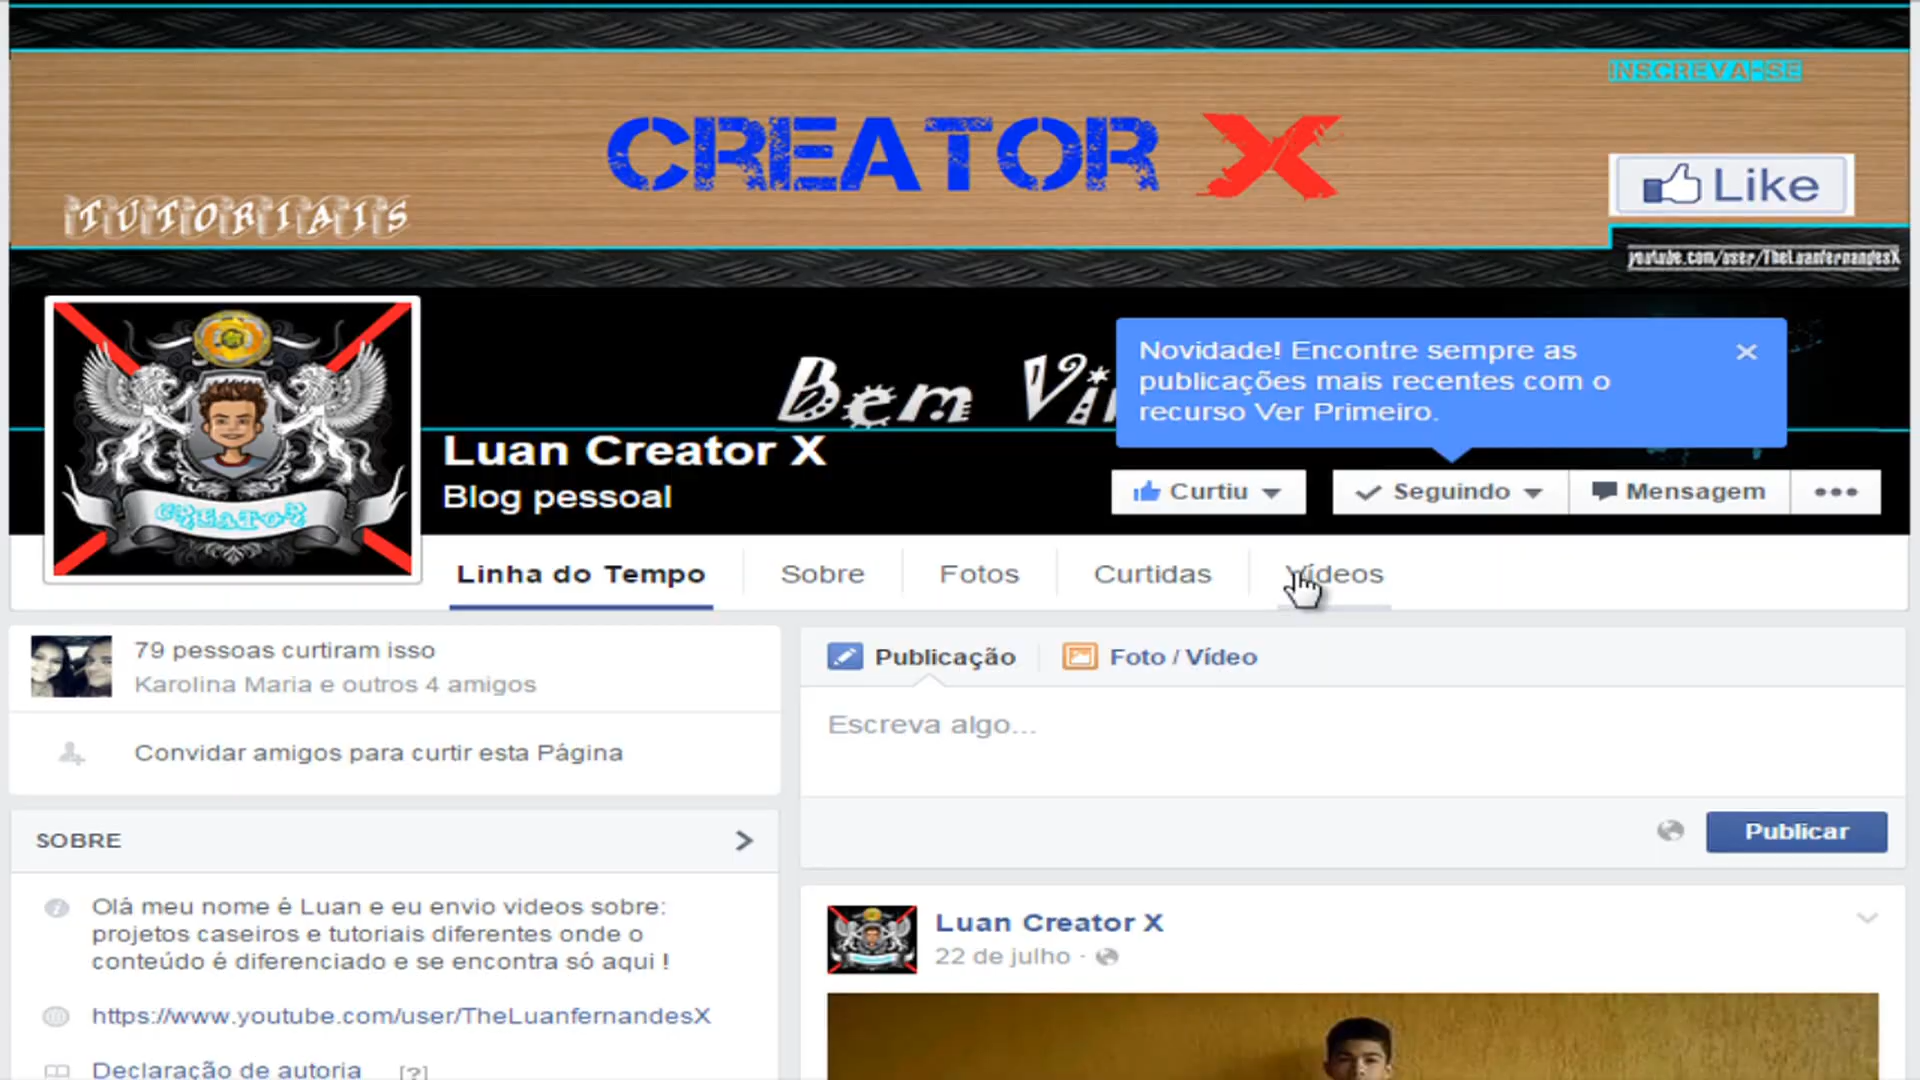 INSCREVA-SE
CREATOR X
Like
TUTORIAIS
youtube.com/user/TheLuanfernandesX
Bem Vi
Novidade! Encontre sempre as
publicações mais recentes com o
recurso Ver Primeiro.
CREATOR
Luan Creator X
Blog pessoal
Curtiu
Seguindo
Mensagem
Linha do Tempo
Sobre
Fotos
Curtidas
Vídeos
79 pessoas curtiram isso
Karolina Maria e outros 4 amigos
Convidar amigos para curtir esta Página
Publicação
Foto / Vídeo
Escreva algo...
Publicar
SOBRE
Olá meu nome é Luan e eu envio videos sobre:
projetos caseiros e tutoriais diferentes onde o
conteúdo é diferenciado e se encontra só aqui !
https://www.youtube.com/user/TheLuanfernandesX
Declaração de autoria [?]
Luan Creator X
22 de julho ·